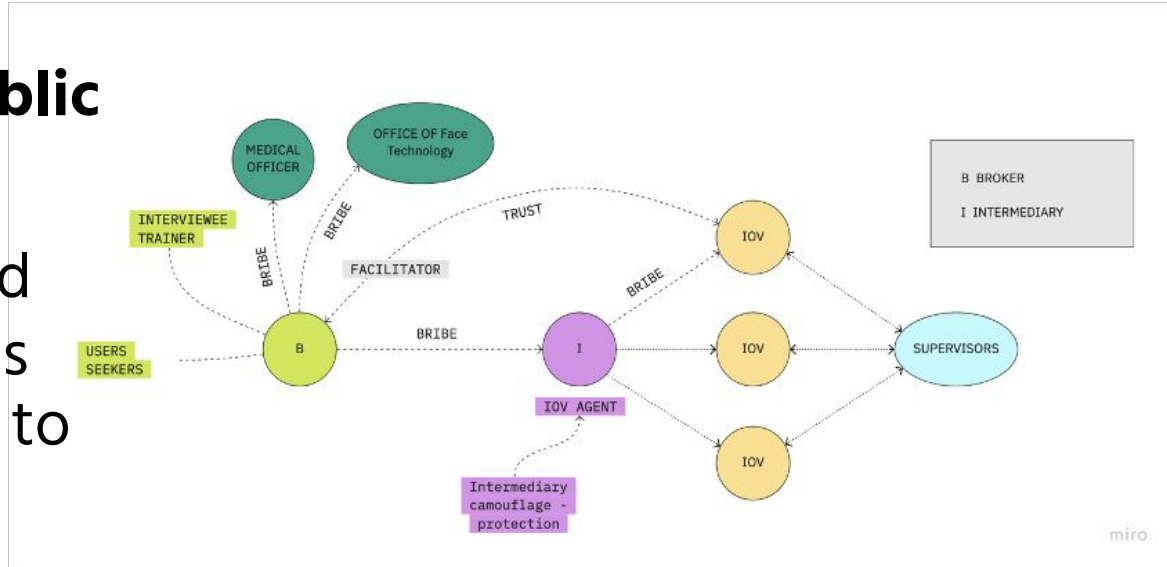 blic
d
s
to
MEDICAL
OFFICER
OFFICE OF Face
Technology
INTERVIEWEE
TRAINER
BRIBE
BRIBE
TRUST
FACILITATOR
IOV
B BROKER
I INTERMEDIARY
BRIBE
USERS
SEEKERS
B
BRIBE
I
IOV
SUPERVISORS
IOV AGENT
IOV
Intermediary
camouflage -
protection
miro